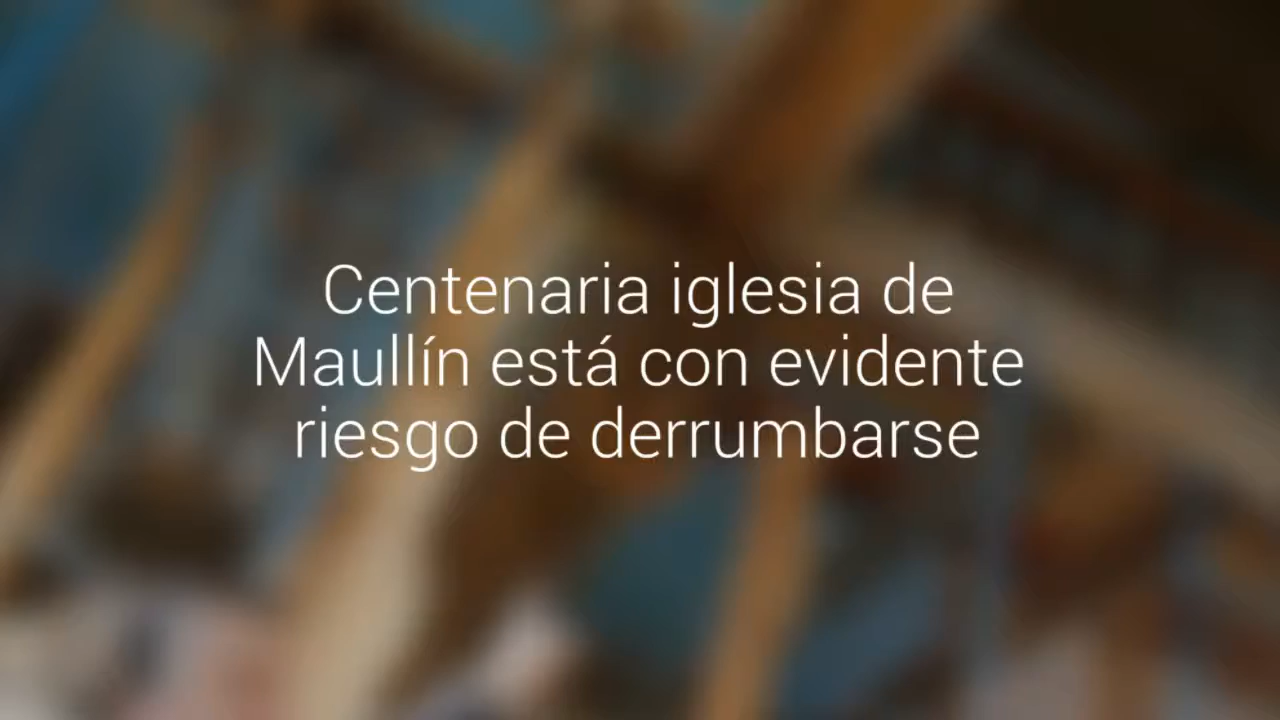 Centenaria iglesia de
Maullín está con evidente
riesgo de derrumbarse